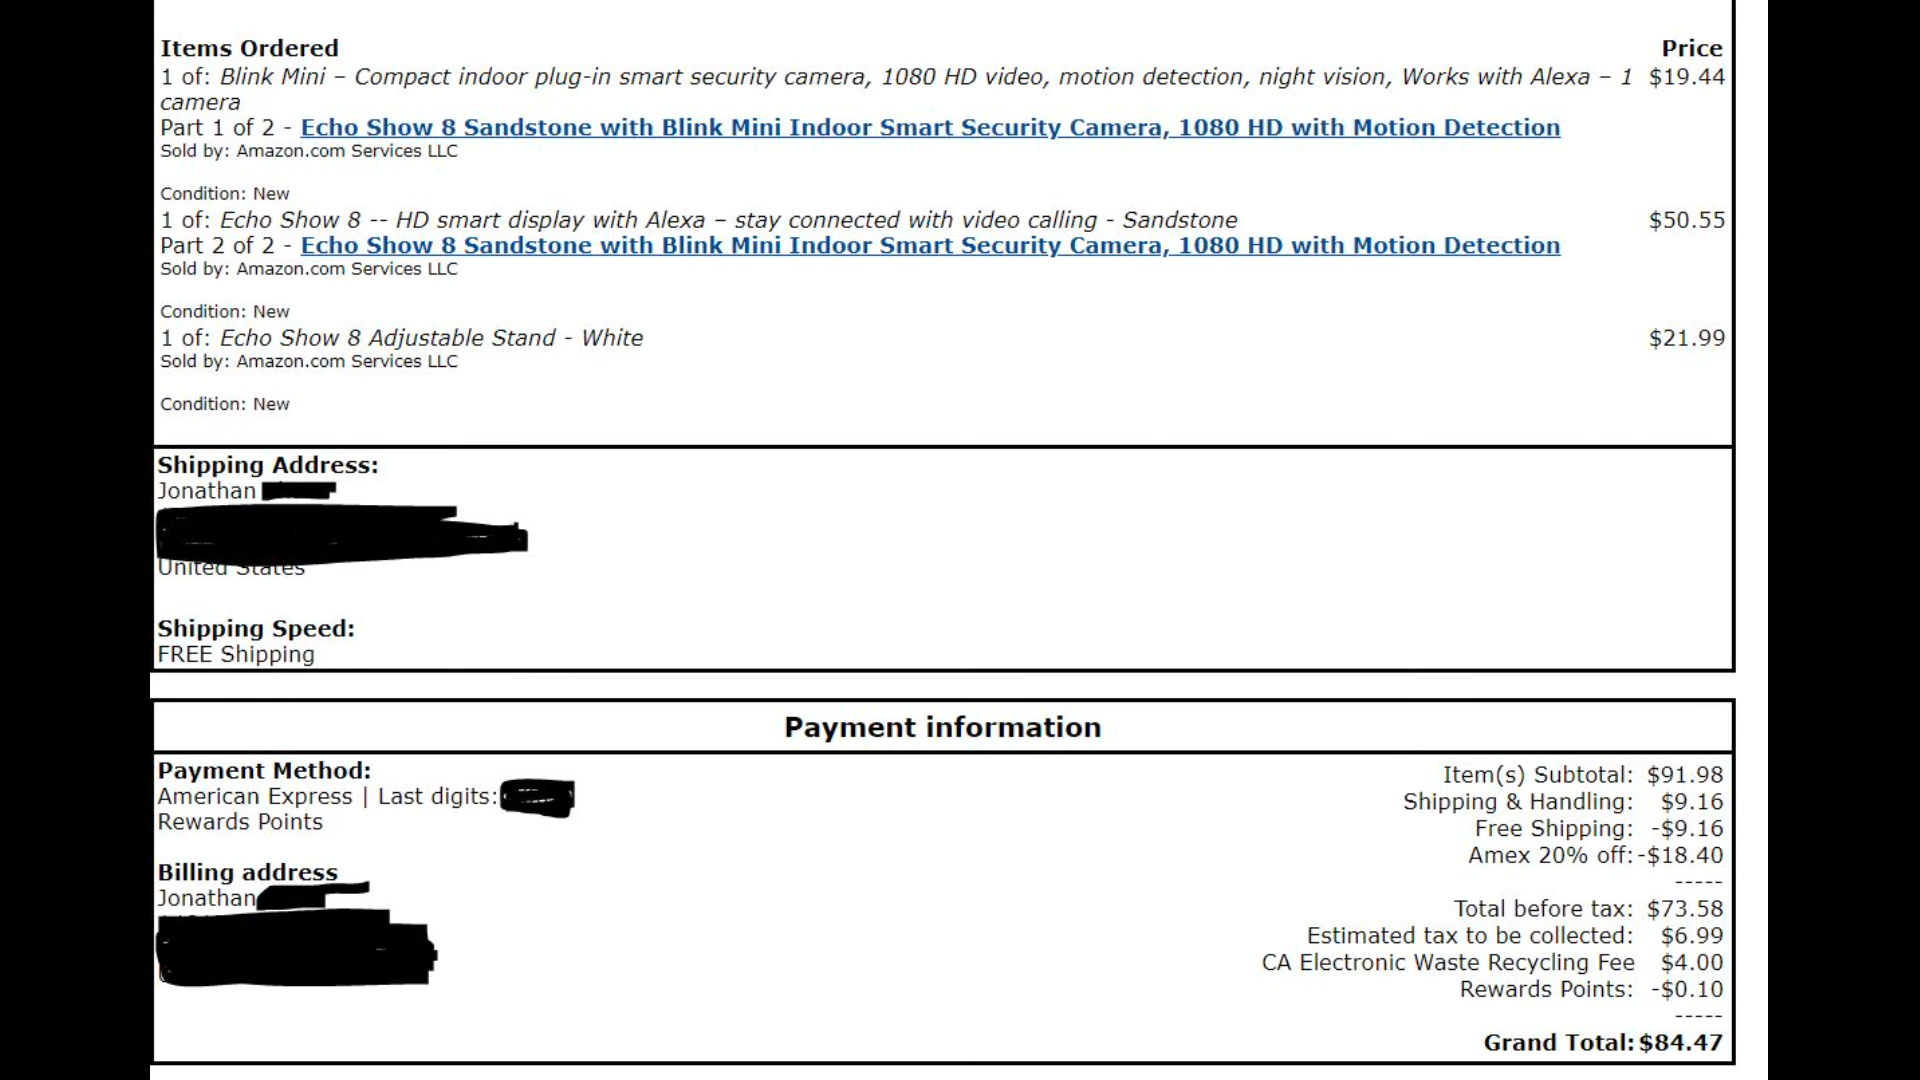 Items Ordered Price
1 of: Blink Mini – Compact indoor plug-in smart security camera, 1080 HD video, motion detection, night vision, Works with Alexa – 1 $19.44
camera
Part 1 of 2 - Echo Show 8 Sandstone with Blink Mini Indoor Smart Security Camera, 1080 HD with Motion Detection
Sold by: Amazon.com Services LLC
Condition: New
1 of: Echo Show 8 -- HD smart display with Alexa – stay connected with video calling - Sandstone $50.55
Part 2 of 2 - Echo Show 8 Sandstone with Blink Mini Indoor Smart Security Camera, 1080 HD with Motion Detection
Sold by: Amazon.com Services LLC
Condition: New
1 of: Echo Show 8 Adjustable Stand - White $21.99
Sold by: Amazon.com Services LLC
Condition: New
Shipping Address:
Jonathan
United States
Shipping Speed:
FREE Shipping
Payment information
Payment Method:
American Express | Last digits:
Rewards Points
Billing address
Jonathan
Item(s) Subtotal: $91.98
Shipping & Handling: $9.16
Free Shipping: -$9.16
Amex 20% off: -$18.40
-----
Total before tax: $73.58
Estimated tax to be collected: $6.99
CA Electronic Waste Recycling Fee $4.00
Rewards Points: -$0.10
-----
Grand Total: $84.47